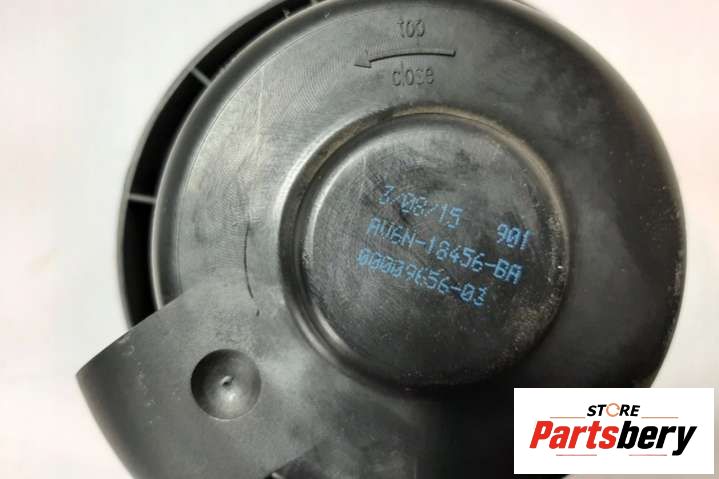 top
close
3/08/15 901
AV6N-18456-BA
00009656-03
STORE
Partsbery